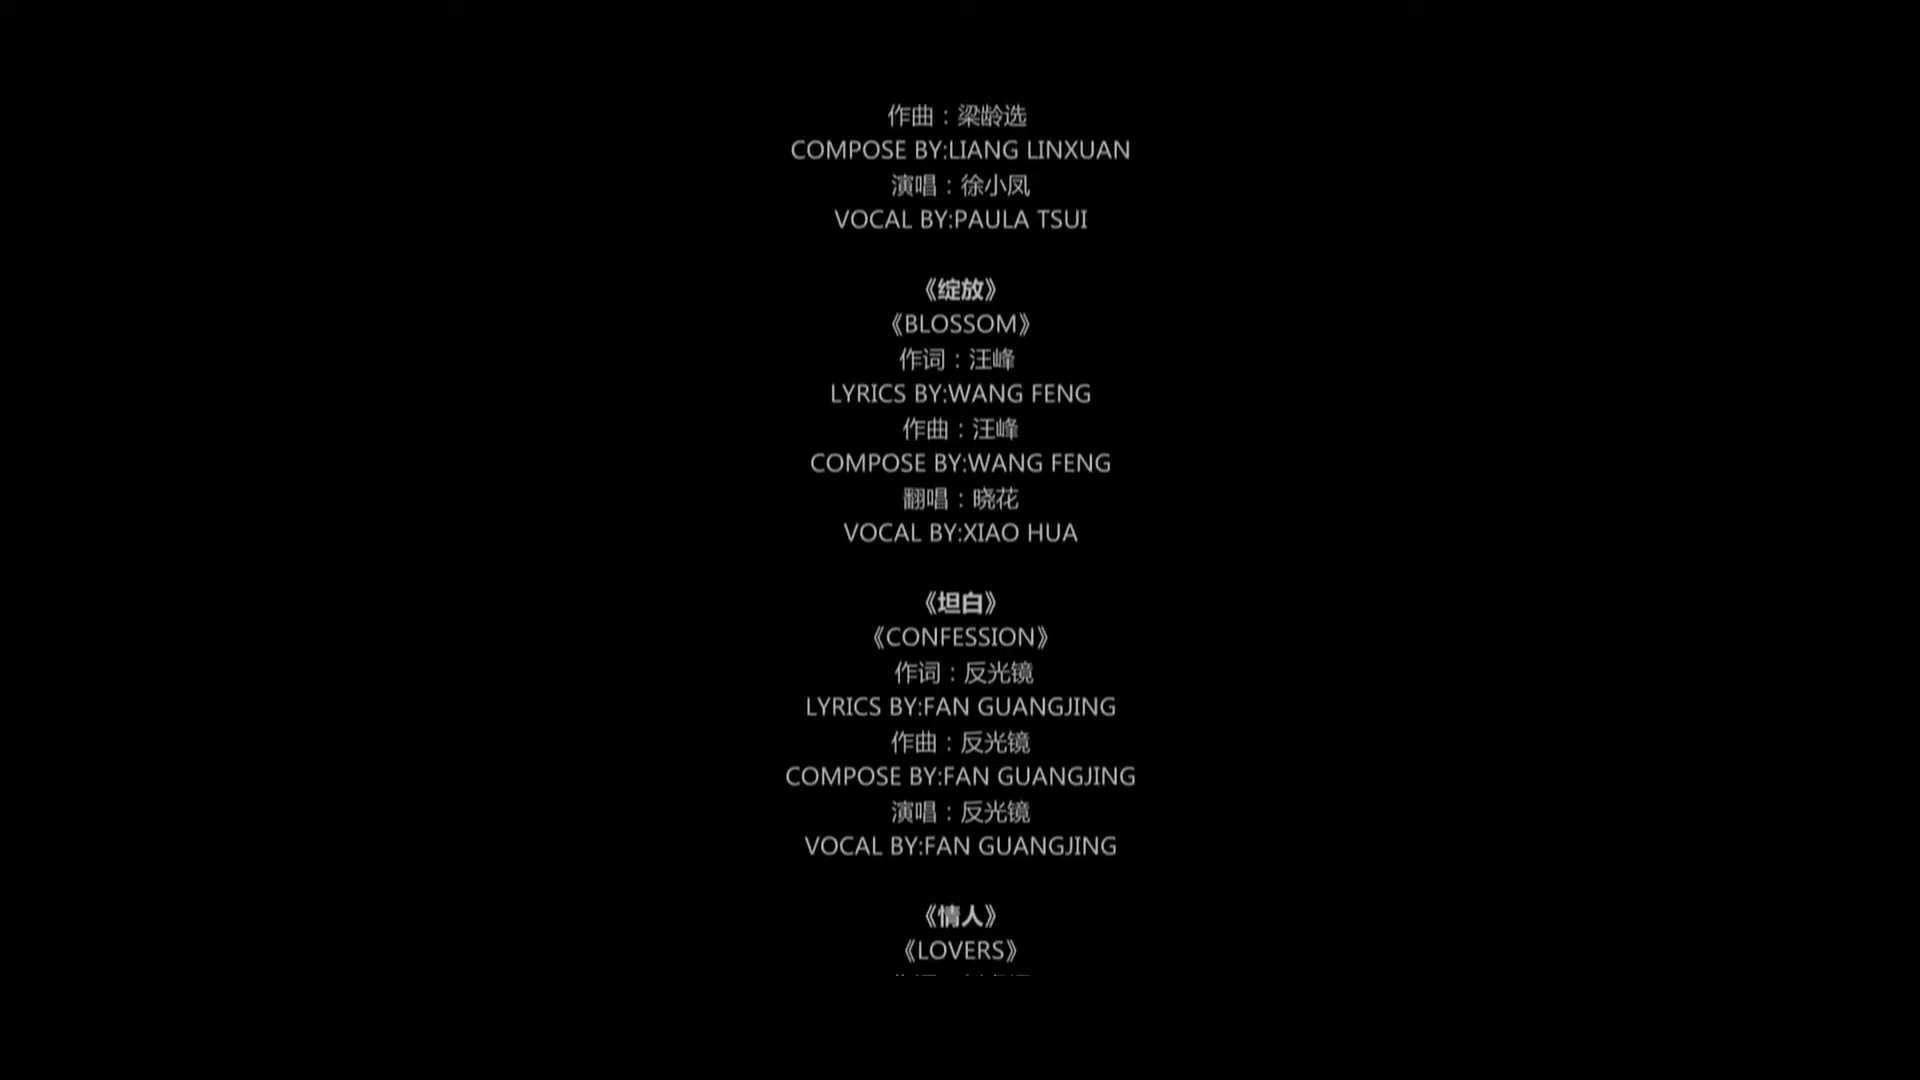 作曲：梁龄选
COMPOSE BY:LIANG LINXUAN
演唱：徐小凤
VOCAL BY:PAULA TSUI
《绽放》
《BLOSSOM》
作词：汪峰
LYRICS BY:WANG FENG
作曲：汪峰
COMPOSE BY:WANG FENG
翻唱：晓花
VOCAL BY:XIAO HUA
《坦白》
《CONFESSION》
作词：反光镜
LYRICS BY:FAN GUANGJING
作曲：反光镜
COMPOSE BY:FAN GUANGJING
演唱：反光镜
VOCAL BY:FAN GUANGJING
《情人》
《LOVERS》